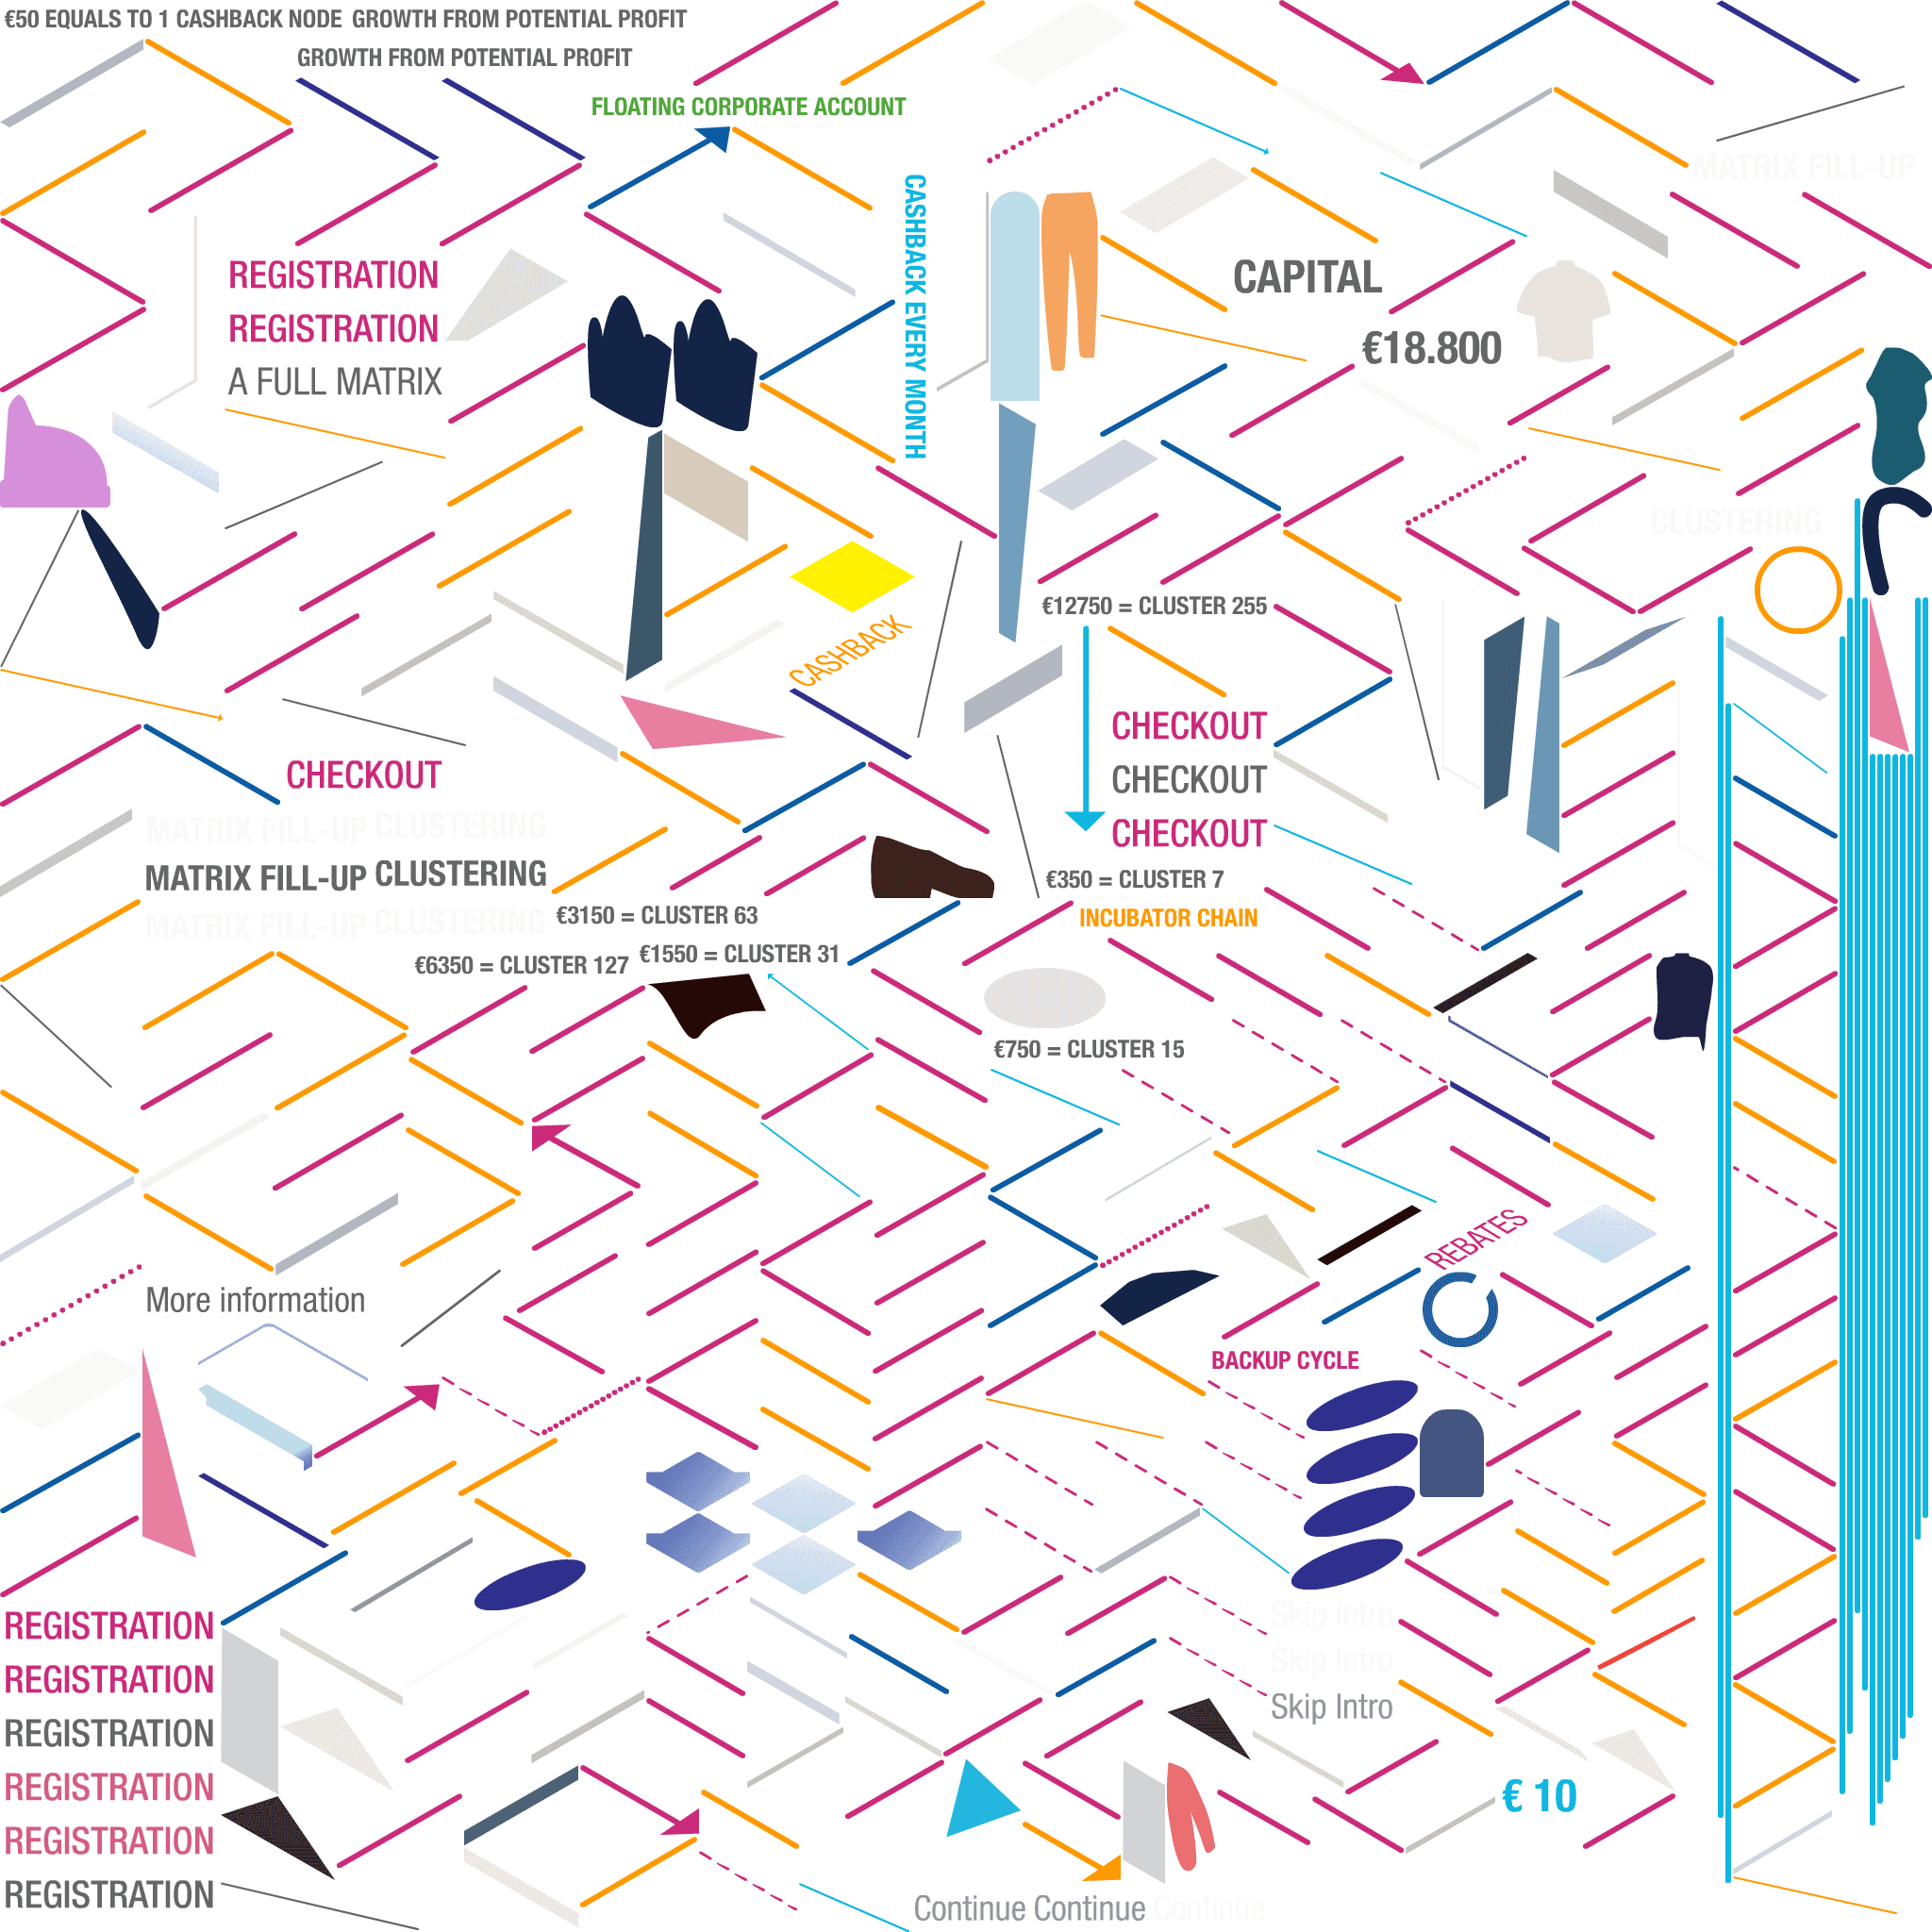 €50 EQUALS TO 1 CASHBACK NODE GROWTH FROM POTENTIAL PROFIT
GROWTH FROM POTENTIAL PROFIT
FLOATING CORPORATE ACCOUNT
MATRIX FILL-UP
CASHBACK EVERY MONTH
REGISTRATION
REGISTRATION
A FULL MATRIX
CAPITAL
€18.800
CLUSTERING
€12750 = CLUSTER 255
CASHBACK
CHECKOUT
CHECKOUT
CHECKOUT
CHECKOUT
MATRIX FILL-UP CLUSTERING
MATRIX FILL-UP CLUSTERING
MATRIX FILL-UP CLUSTERING
€350 = CLUSTER 7
INCUBATOR CHAIN
€3150 = CLUSTER 63
€1550 = CLUSTER 31
€6350 = CLUSTER 127
€750 = CLUSTER 15
REBATES
More information
BACKUP CYCLE
REGISTRATION
REGISTRATION
REGISTRATION
REGISTRATION
REGISTRATION
REGISTRATION
Skip Intro
Skip Intro
Skip Intro
€ 10
Continue Continue Continue